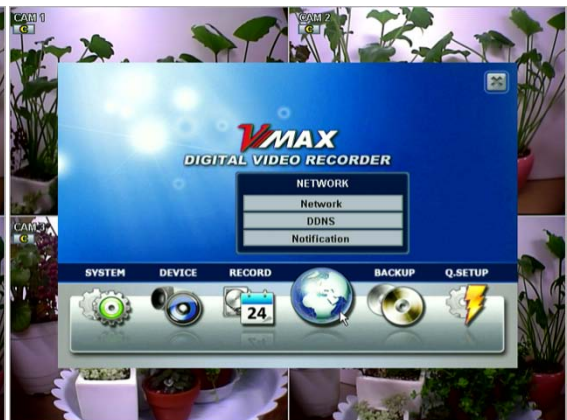 CAM 1
C
CAM 2
C
VMAX
DIGITAL VIDEO RECORDER
NETWORK
Network
DDNS
Notification
SYSTEM
DEVICE
RECORD
BACKUP
Q.SETUP
24
CAM 3
C